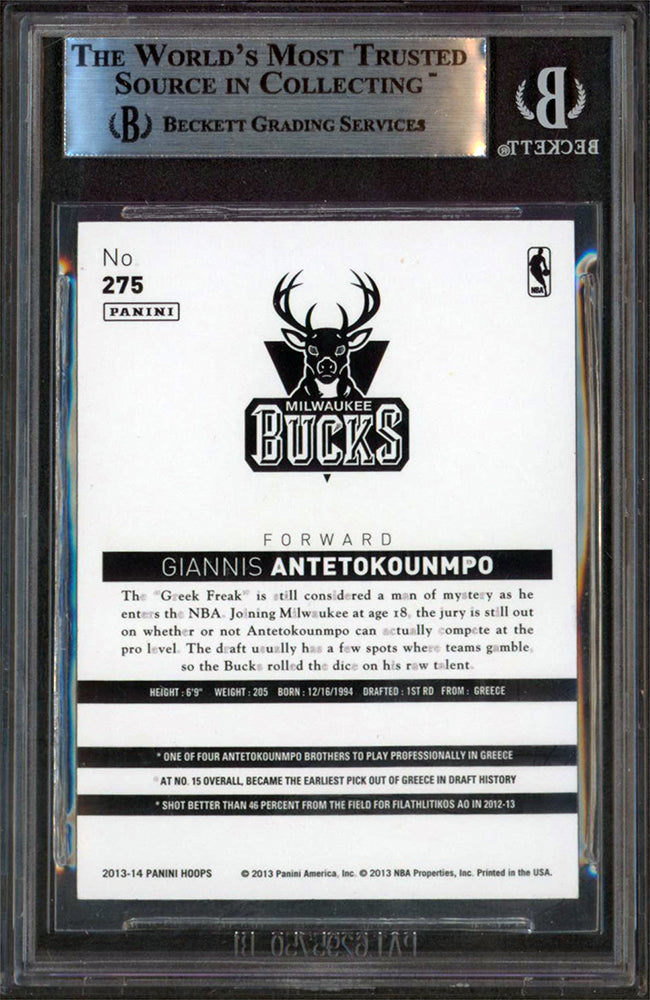 THE WORLD'S MOST TRUSTED
SOURCE IN COLLECTING™
B BECKETT GRADING SERVICES
B
BECKETT®
No.
275
PANINI
NBA
MILWAUKEE
BUCKS
FORWARD
GIANNIS ANTETOKOUNMPO
The "Greek Freak" is still considered a man of mystery as he
enters the NBA. Joining Milwaukee at age 18, the jury is still out
on whether or not Antetokounmpo can actually compete at the
pro level. The draft usually has a few spots where teams gamble,
so the Bucks rolled the dice on his raw talent.
HEIGHT : 6'9" WEIGHT : 205 BORN : 12/16/1994 DRAFTED : 1ST RD FROM : GREECE
* ONE OF FOUR ANTETOKOUNMPO BROTHERS TO PLAY PROFESSIONALLY IN GREECE
* AT NO. 15 OVERALL, BECAME THE EARLIEST PICK OUT OF GREECE IN DRAFT HISTORY
* SHOT BETTER THAN 46 PERCENT FROM THE FIELD FOR FILATHLITIKOS AO IN 2012-13
2013-14 PANINI HOOPS © 2013 Panini America, Inc. © 2013 NBA Properties, Inc. Printed in the USA.